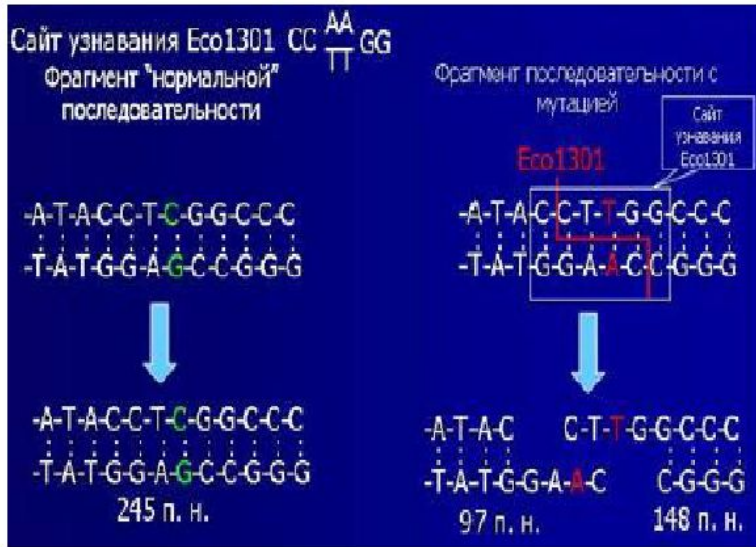 Сайт узнавания Eco1301 CC AA/TT GG
Фрагмент "нормальной"
последовательности
Фрагмент последовательности с
мутацией
Сайт
узнавания
Eco1301
Eco1301
-A-T-A-C-C-T-C-G-G-C-C-C
-T-A-T-G-G-A-G-C-C-G-G-G
-A-T-A-C-C-T-T-G-G-C-C-C
-T-A-T-G-G-A-A-C-C-G-G-G
-A-T-A-C-C-T-C-G-G-C-C-C
-T-A-T-G-G-A-G-C-C-G-G-G
245 п. н.
-A-T-A-C C-T-T-G-G-C-C-C
-T-A-T-G-G-A-A-C C-G-G-G
97 п. н. 148 п. н.